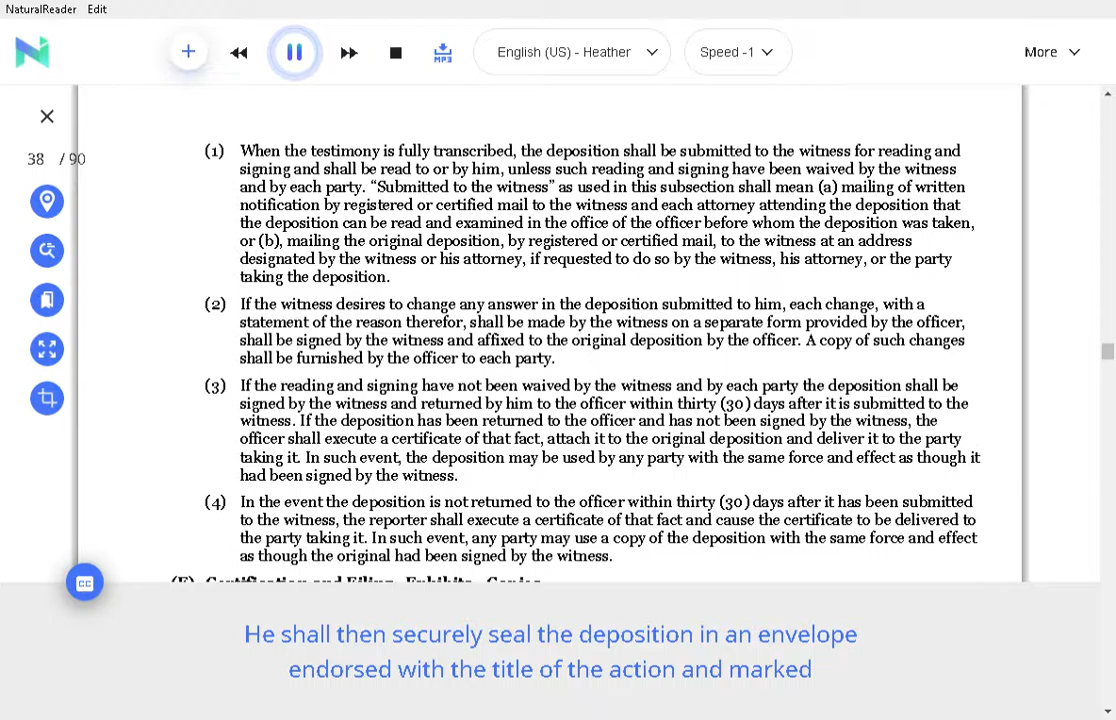 NaturalReader Edit
English (US) - Heather
Speed -1
More
38 / 90
(1) When the testimony is fully transcribed, the deposition shall be submitted to the witness for reading and
signing and shall be read to or by him, unless such reading and signing have been waived by the witness
and by each party. “Submitted to the witness” as used in this subsection shall mean (a) mailing of written
notification by registered or certified mail to the witness and each attorney attending the deposition that
the deposition can be read and examined in the office of the officer before whom the deposition was taken,
or (b), mailing the original deposition, by registered or certified mail, to the witness at an address
designated by the witness or his attorney, if requested to do so by the witness, his attorney, or the party
taking the deposition.
(2) If the witness desires to change any answer in the deposition submitted to him, each change, with a
statement of the reason therefor, shall be made by the witness on a separate form provided by the officer,
shall be signed by the witness and affixed to the original deposition by the officer. A copy of such changes
shall be furnished by the officer to each party.
(3) If the reading and signing have not been waived by the witness and by each party the deposition shall be
signed by the witness and returned by him to the officer within thirty (30) days after it is submitted to the
witness. If the deposition has been returned to the officer and has not been signed by the witness, the
officer shall execute a certificate of that fact, attach it to the original deposition and deliver it to the party
taking it. In such event, the deposition may be used by any party with the same force and effect as though it
had been signed by the witness.
(4) In the event the deposition is not returned to the officer within thirty (30) days after it has been submitted
to the witness, the reporter shall execute a certificate of that fact and cause the certificate to be delivered to
the party taking it. In such event, any party may use a copy of the deposition with the same force and effect
as though the original had been signed by the witness.
Certification and Filing Exhibits Copies
CC
He shall then securely seal the deposition in an envelope
endorsed with the title of the action and marked
MP3